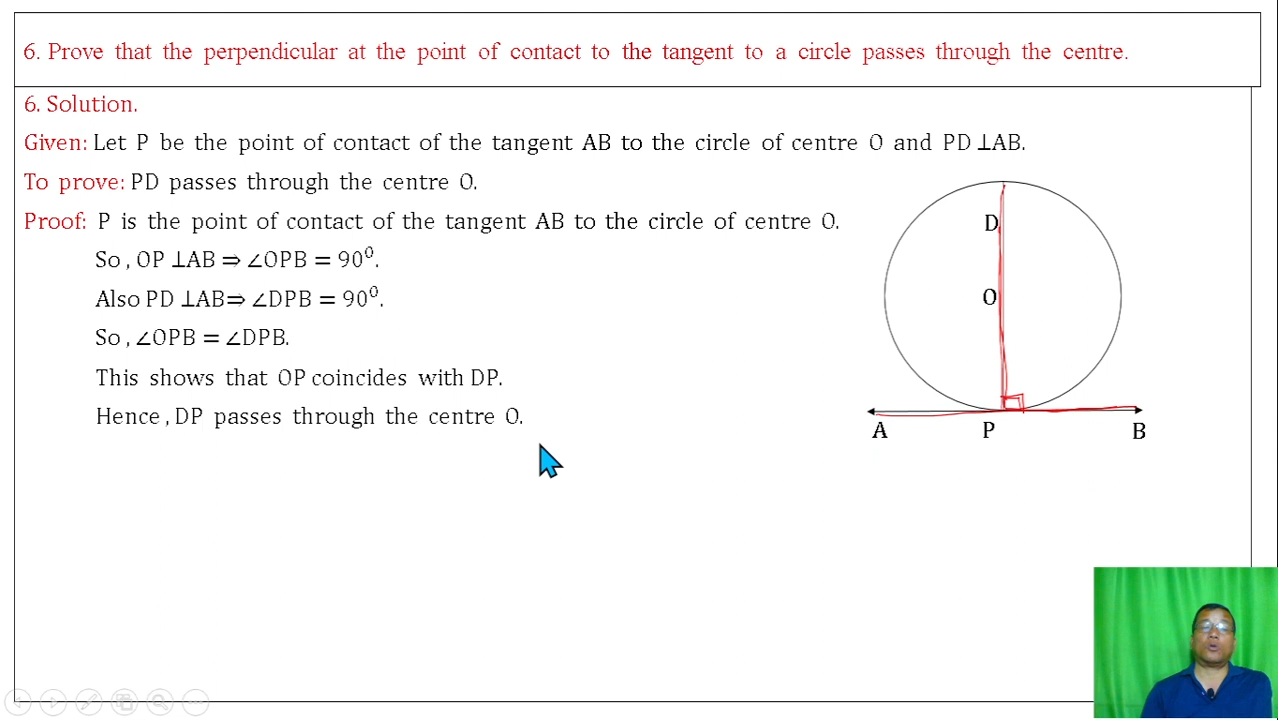 6. Prove that the perpendicular at the point of contact to the tangent to a circle passes through the centre.
6. Solution.
Given: Let P be the point of contact of the tangent AB to the circle of centre O and PD ⊥AB.
To prove: PD passes through the centre O.
Proof: P is the point of contact of the tangent AB to the circle of centre O.
So , OP ⊥AB ⇒ ∠OPB = 90⁰.
Also PD ⊥AB⇒ ∠DPB = 90⁰.
So , ∠OPB = ∠DPB.
This shows that OP coincides with DP.
Hence , DP passes through the centre O.
D
O
A P B